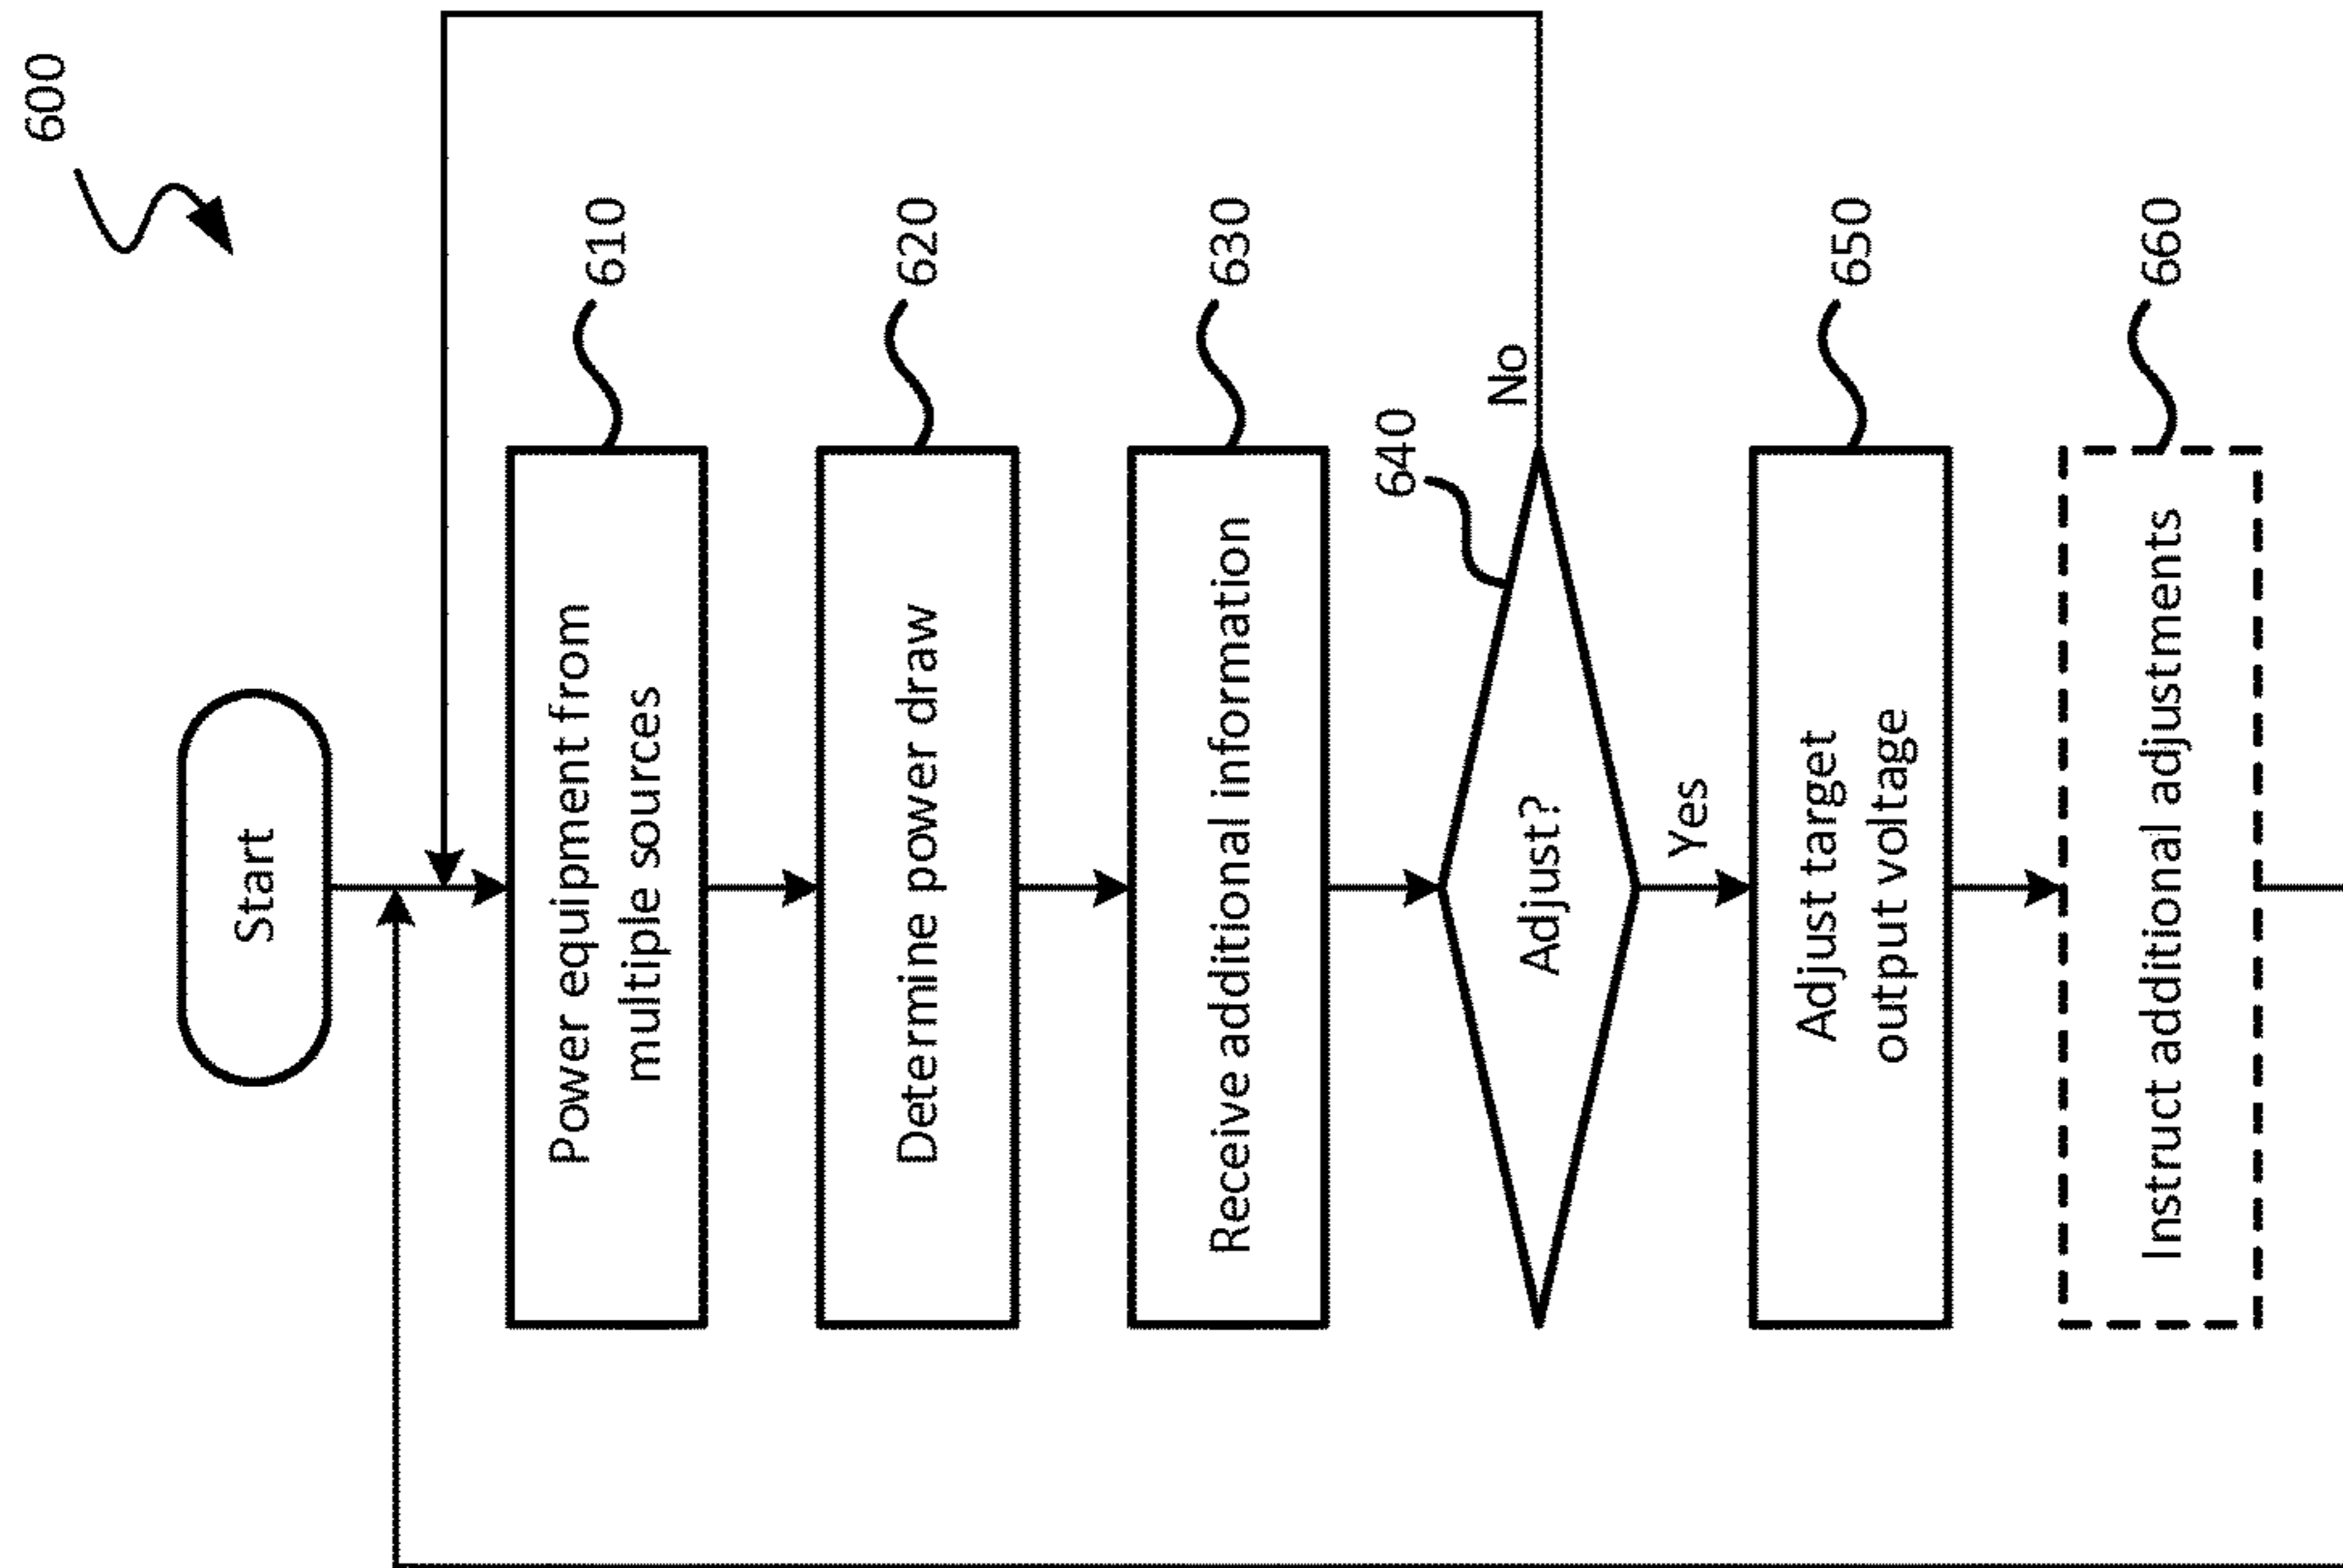 600
Start
Power equipment from
multiple sources
610
Determine power draw
620
Receive additional information
630
640
Adjust?
No
Yes
Adjust target
output voltage
650
Instruct additional adjustments
660